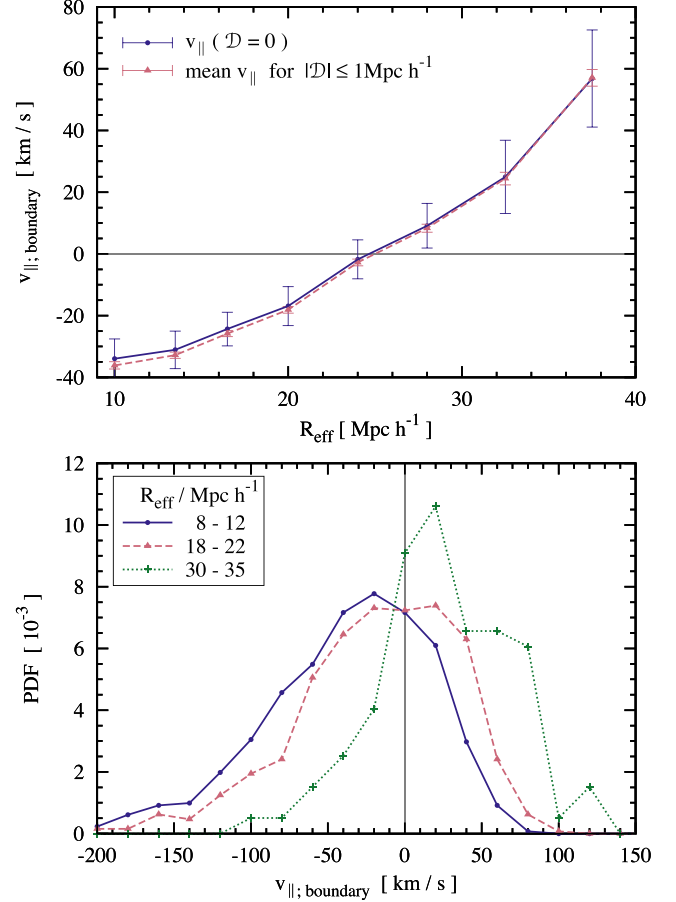 80
60
40
20
0
-20
-40
v∥; boundary [ km / s ]
v∥ ( 𝒟 = 0 )
mean v∥ for |𝒟| ≤ 1Mpc h-1
10
20
30
40
Reff [ Mpc h-1 ]
12
10
8
6
4
2
0
PDF [ 10-3 ]
Reff / Mpc h-1
8 - 12
18 - 22
30 - 35
-200
-150
-100
-50
0
50
100
150
v∥; boundary [ km / s ]